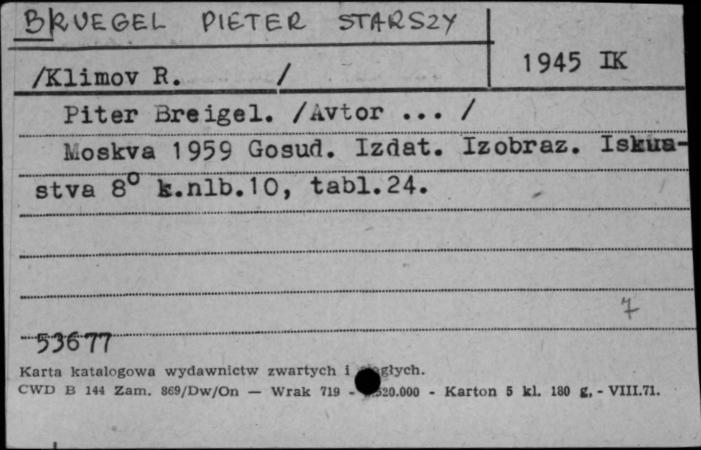 BRUEGEL PIETER STARSZY
1945 IK
/Klimov R. /
Piter Breigel. /Avtor ... /
Moskva 1959 Gosud. Izdat. Izobraz. Iskus-
stva 8° k.nlb.10, tabl.24.
7
53677
Karta katalogowa wydawnictw zwartych i
CWD B 144 Zam. 869/Dw/On — Wrak 719 - 520.000 - Karton 5 kl. 180 g. - VIII.71.